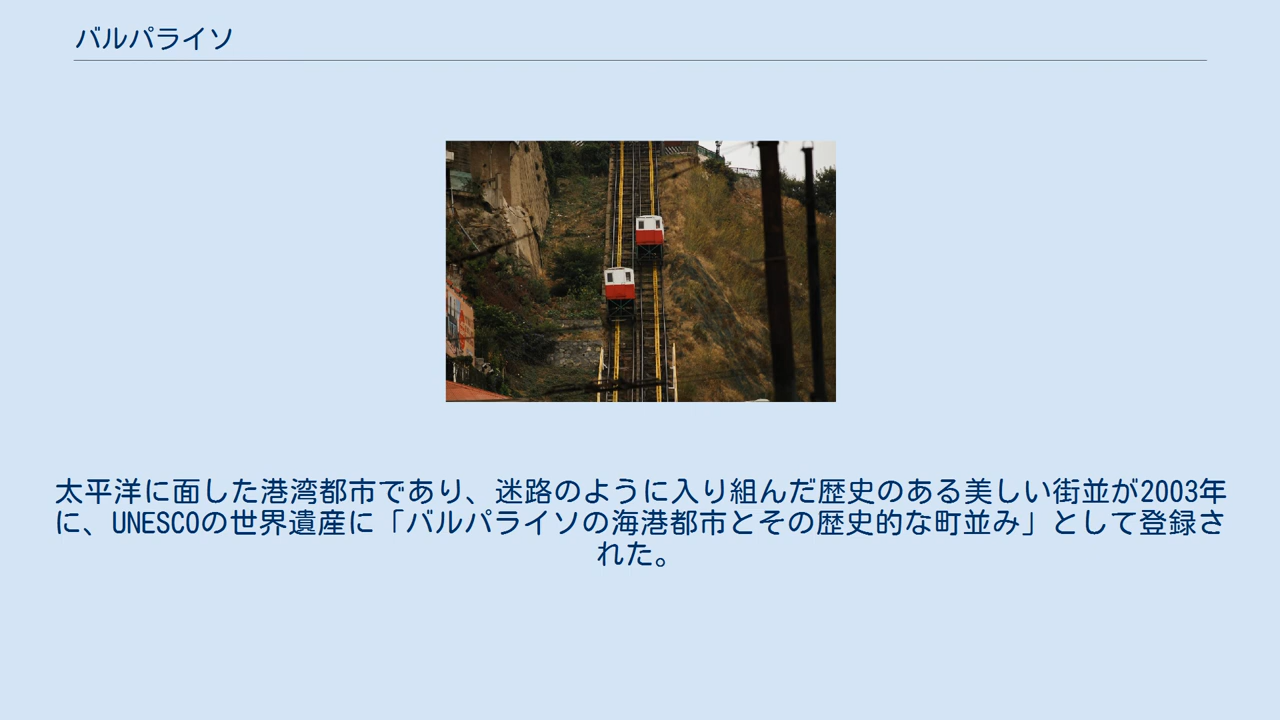 バルパライソ
太平洋に面した港湾都市であり、迷路のように入り組んだ歴史のある美しい街並が2003年
に、UNESCOの世界遺産に「バルパライソの海港都市とその歴史的な町並み」として登録さ
れた。